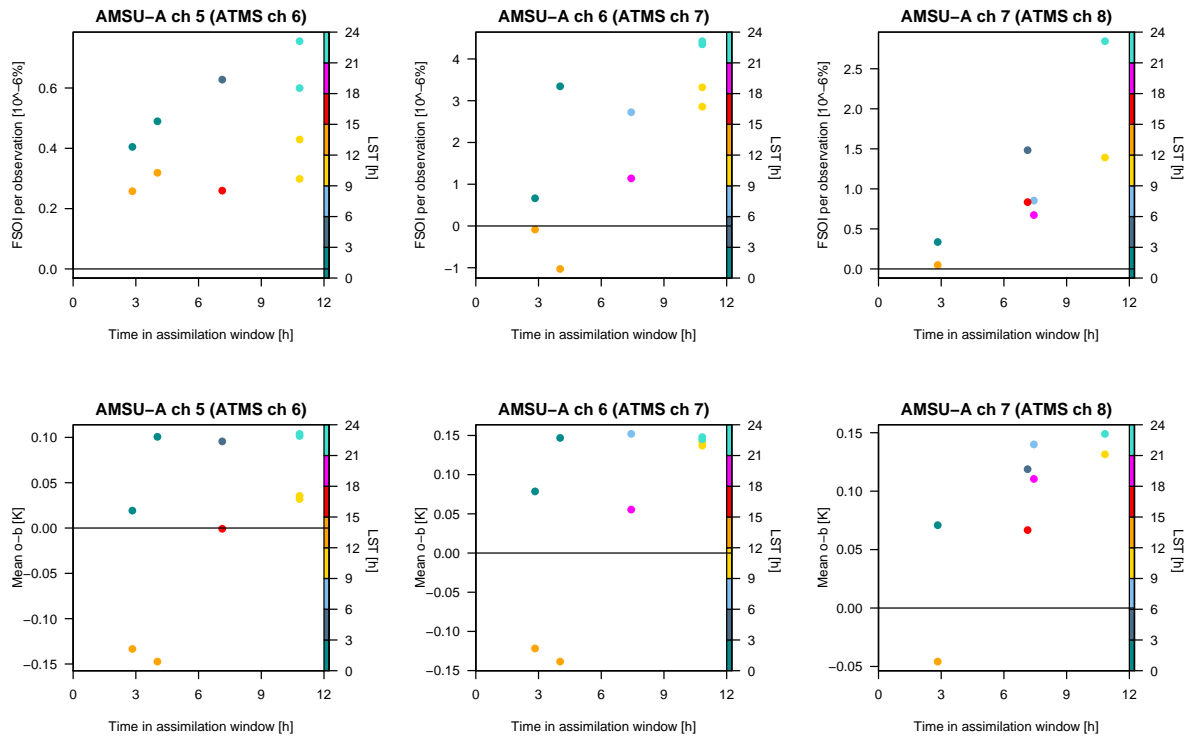 AMSU−A ch 5 (ATMS ch 6)
FSOI per observation [10^−6%]
0.6
0.4
0.2
0.0
0 3 6 9 12
Time in assimilation window [h]
24
21
18
15
12
9
6
3
0
LST [h]
AMSU−A ch 6 (ATMS ch 7)
FSOI per observation [10^−6%]
4
3
2
1
0
−1
0 3 6 9 12
Time in assimilation window [h]
24
21
18
15
12
9
6
3
0
LST [h]
AMSU−A ch 7 (ATMS ch 8)
FSOI per observation [10^−6%]
2.5
2.0
1.5
1.0
0.5
0.0
0 3 6 9 12
Time in assimilation window [h]
24
21
18
15
12
9
6
3
0
LST [h]
AMSU−A ch 5 (ATMS ch 6)
Mean o−b [K]
0.10
0.05
0.00
−0.05
−0.10
−0.15
0 3 6 9 12
Time in assimilation window [h]
24
21
18
15
12
9
6
3
0
LST [h]
AMSU−A ch 6 (ATMS ch 7)
Mean o−b [K]
0.15
0.10
0.05
0.00
−0.05
−0.10
−0.15
0 3 6 9 12
Time in assimilation window [h]
24
21
18
15
12
9
6
3
0
LST [h]
AMSU−A ch 7 (ATMS ch 8)
Mean o−b [K]
0.15
0.10
0.05
0.00
−0.05
0 3 6 9 12
Time in assimilation window [h]
24
21
18
15
12
9
6
3
0
LST [h]